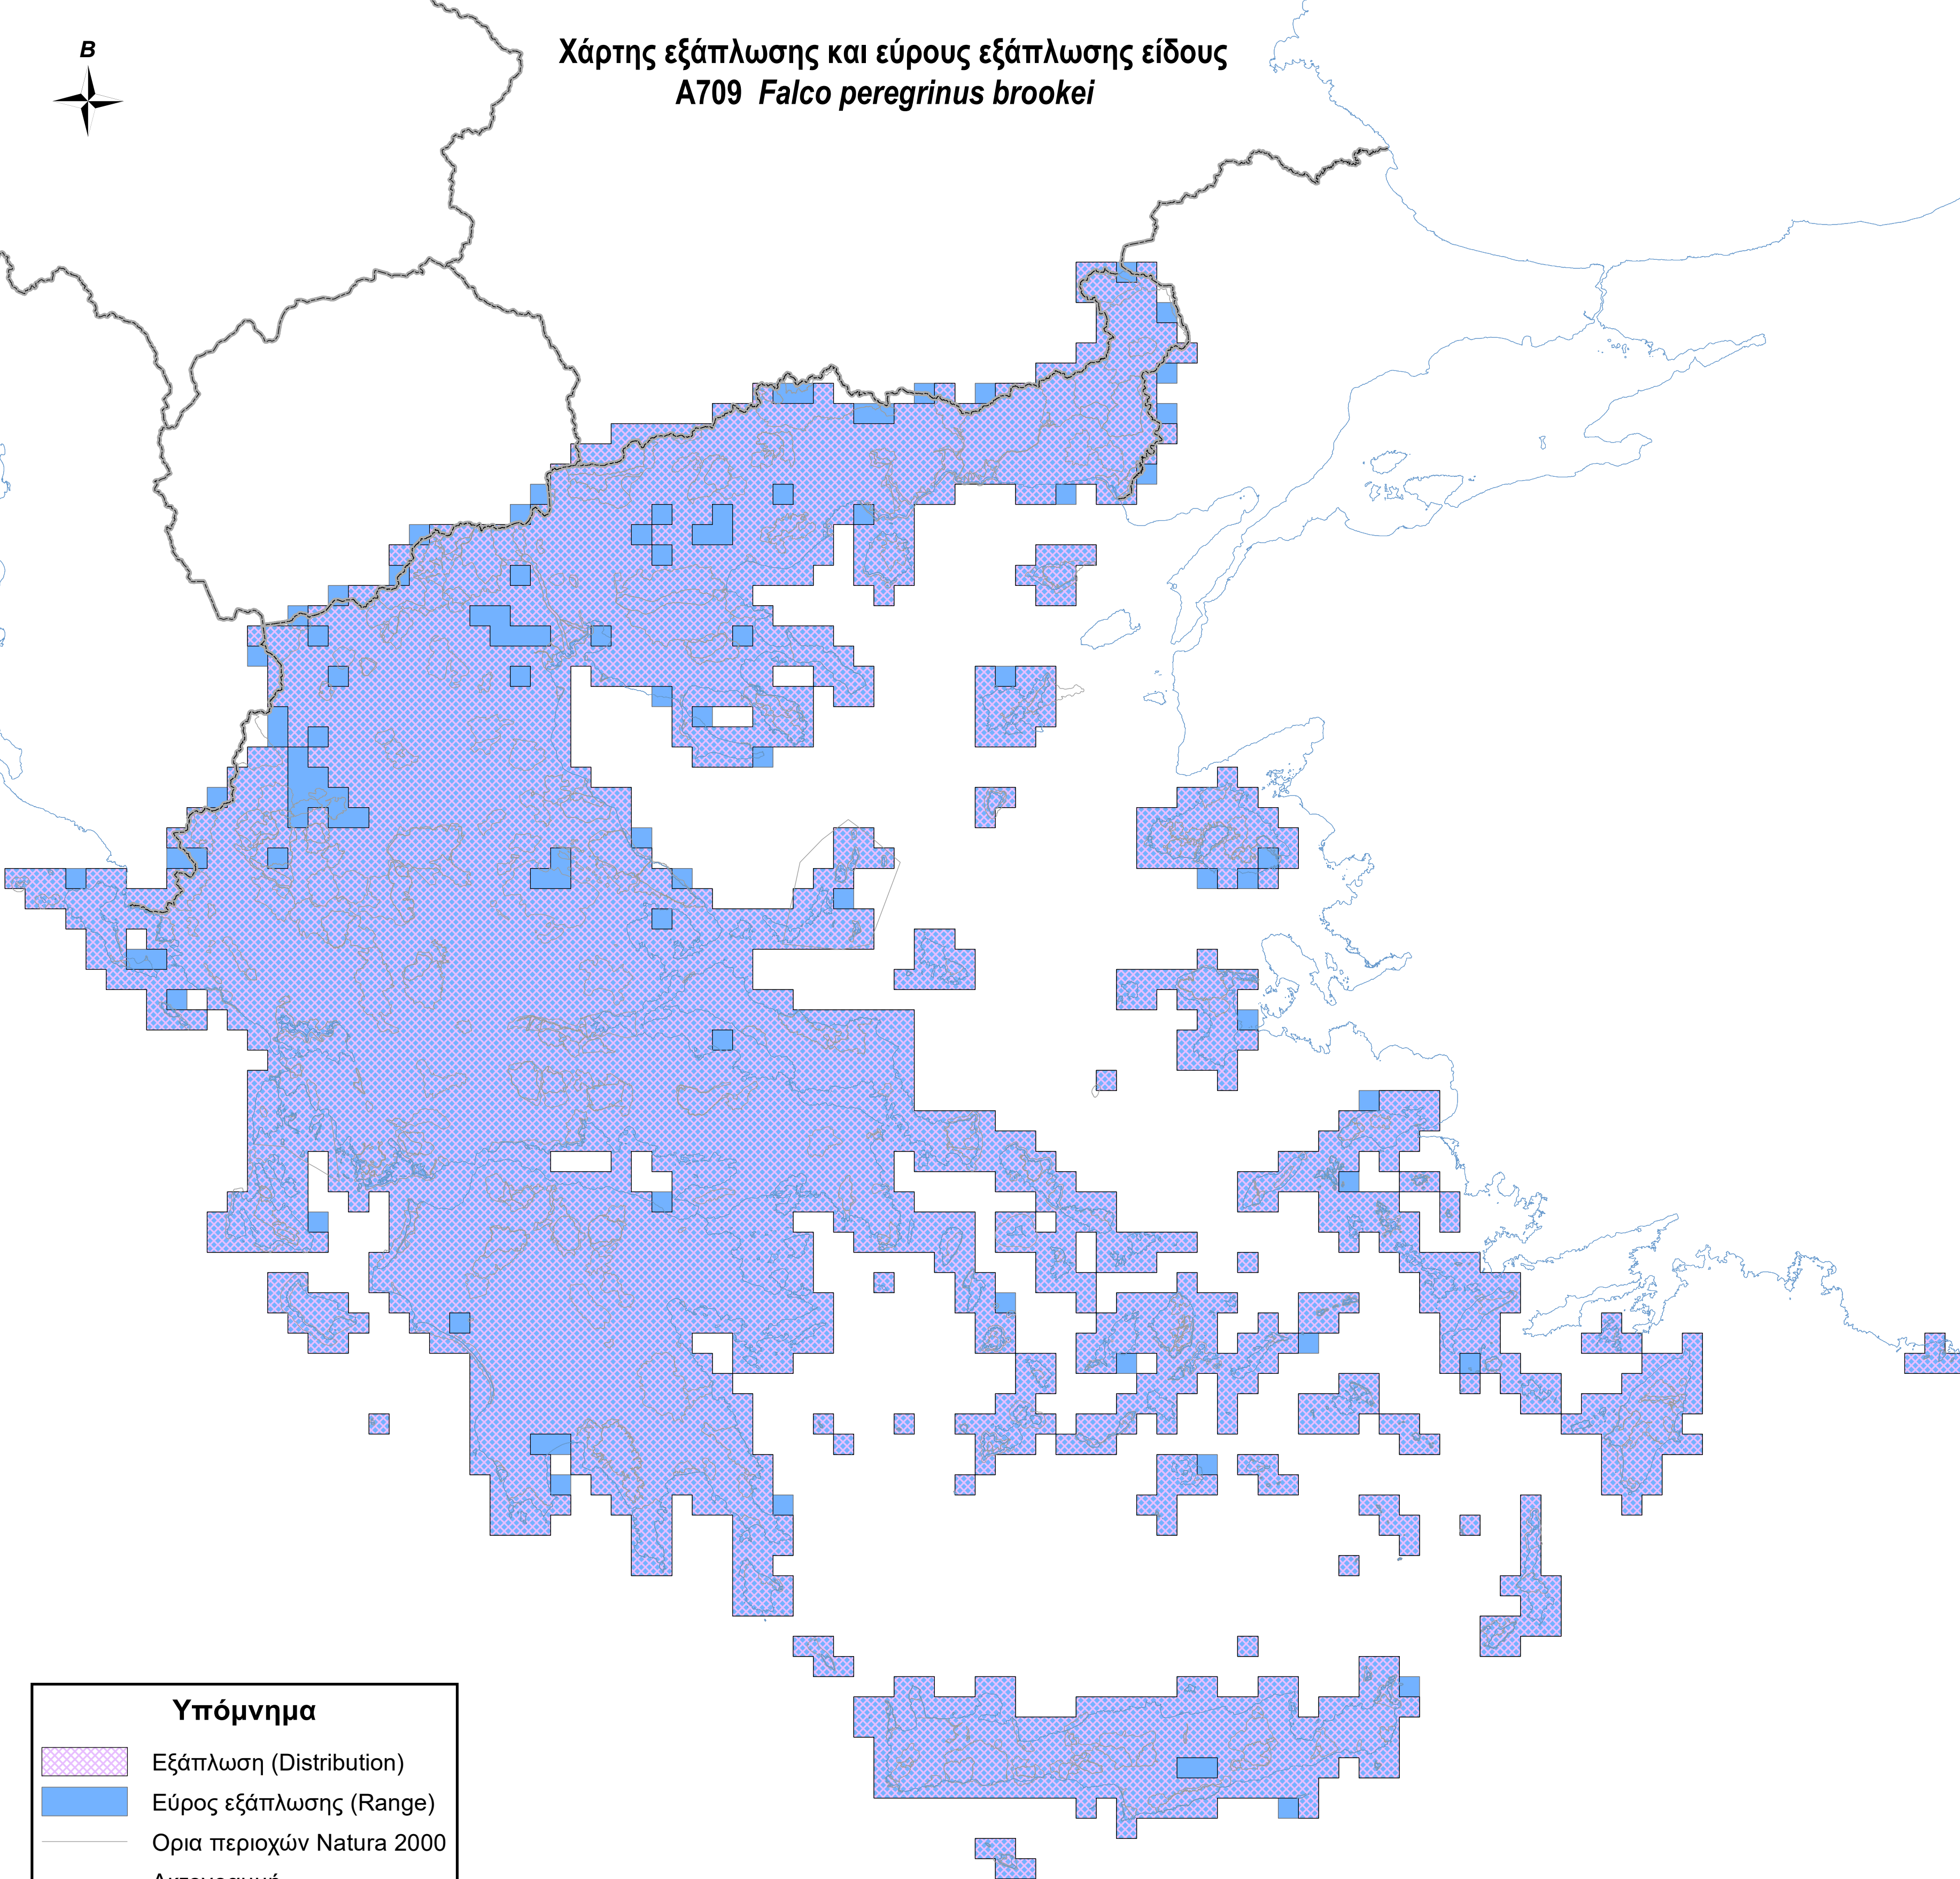 Χάρτης εξάπλωσης και εύρους εξάπλωσης είδους
A709 Falco peregrinus brookei
B
Υπόμνημα
Εξάπλωση (Distribution)
Εύρος εξάπλωσης (Range)
Ορια περιοχών Natura 2000